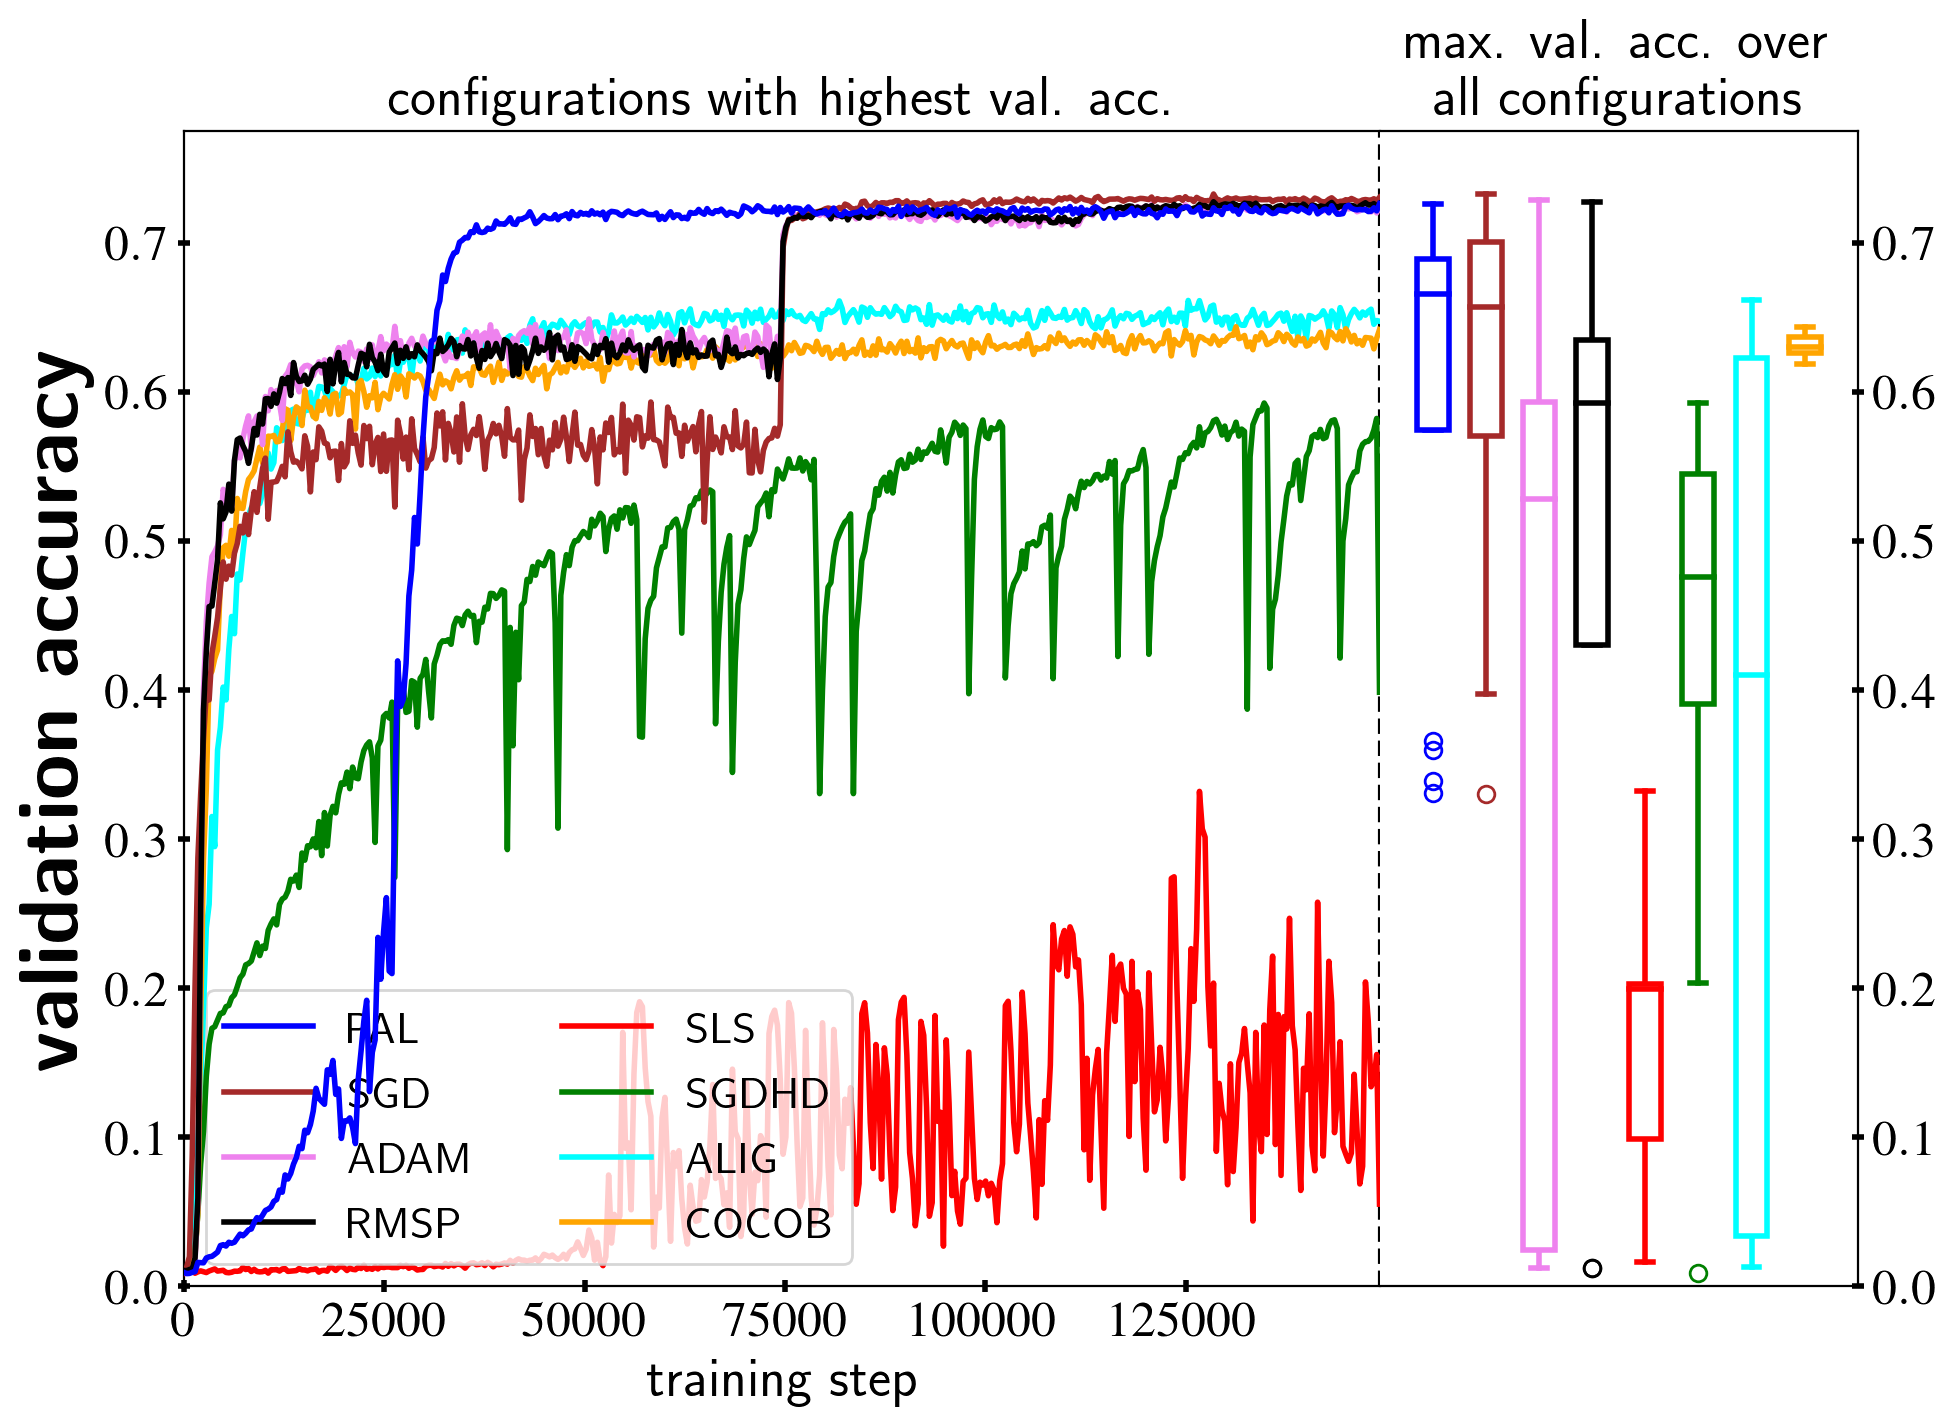 max. val. acc. over
all configurations
configurations with highest val. acc.
validation accuracy
0.7
0.6
0.5
0.4
0.3
0.2
0.1
0.0
0.7
0.6
0.5
0.4
0.3
0.2
0.1
0.0
PAL
SGD
ADAM
RMSP
SLS
SGDHD
ALIG
COCOB
0 25000 50000 75000 100000 125000
training step